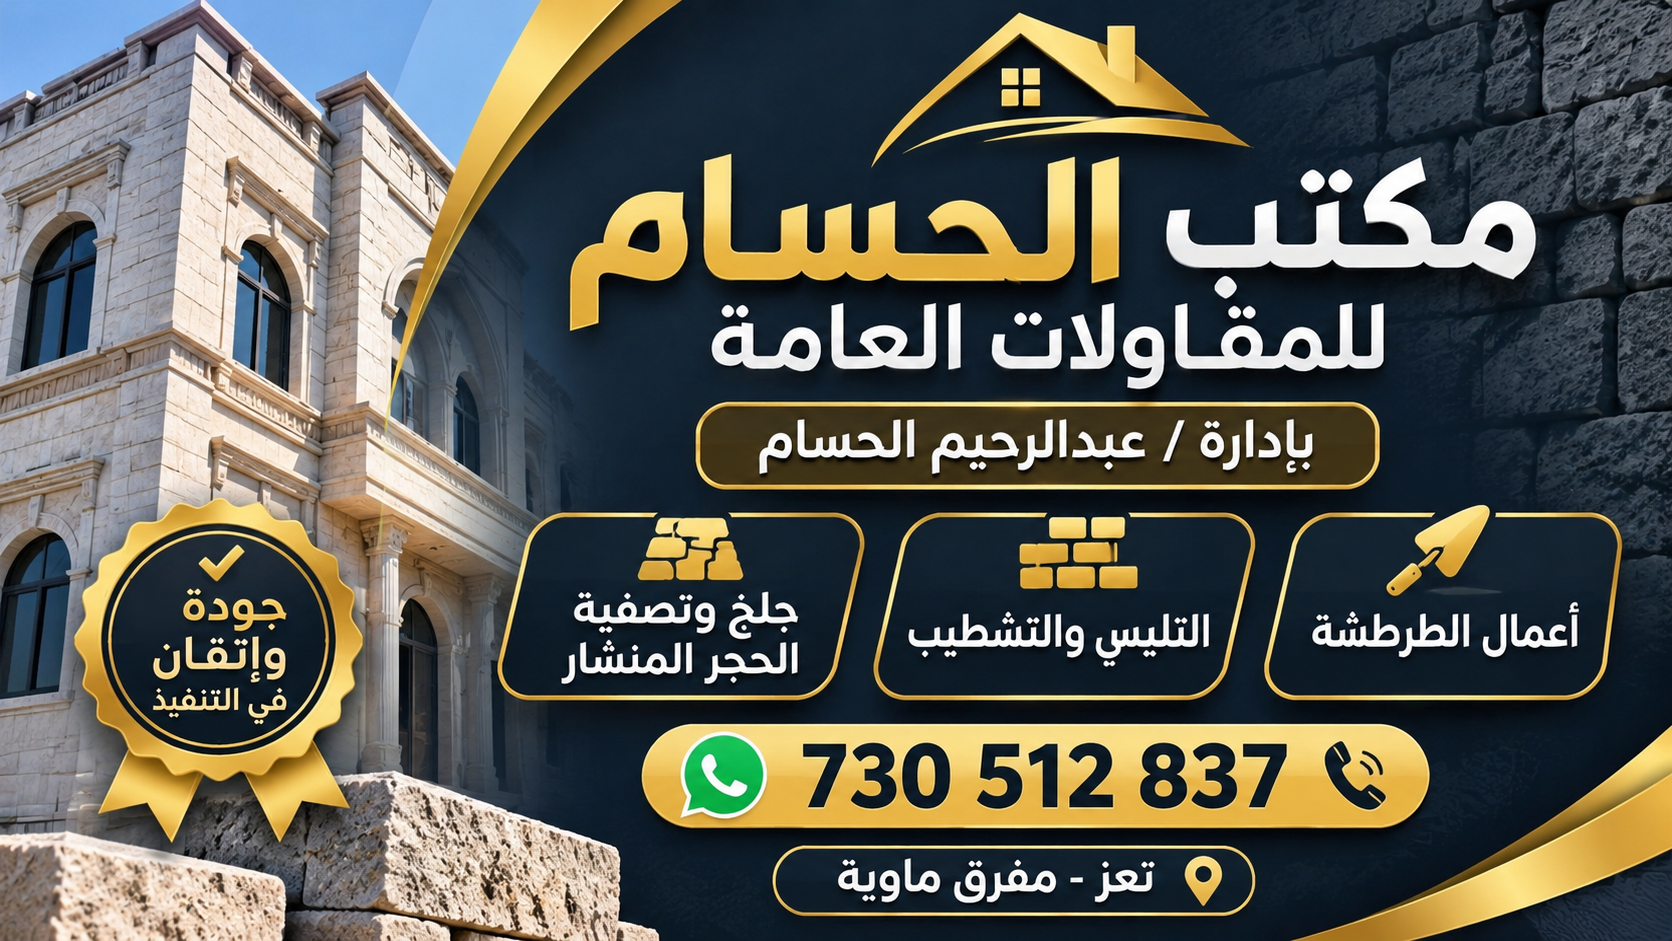 مكتب الحسام
للمقاولات العامة
بإدارة / عبدالرحيم الحسام
أعمال الطرطشة
التليس والتشطيب
جلخ وتصفية
الحجر المنشار
جودة
وإتقان
في التنفيذ
730 512 837
تعز - مفرق ماوية